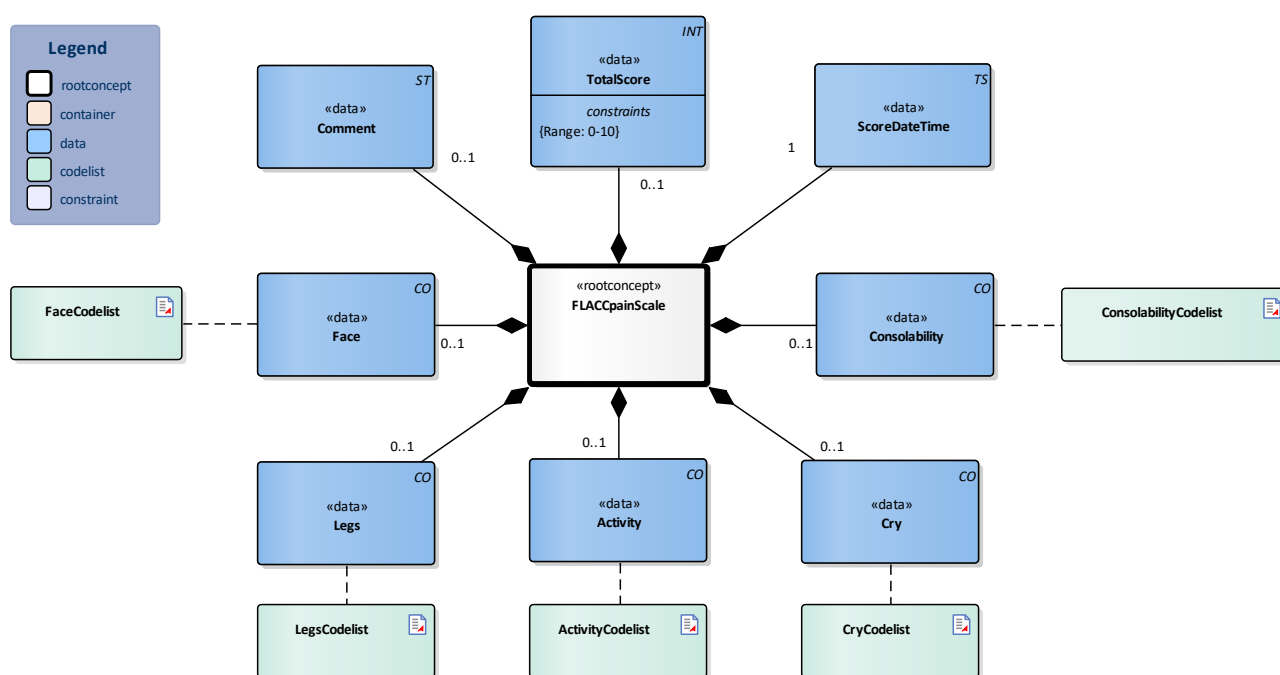 Legend
rootconcept
container
data
codelist
constraint
ST
«data»
Comment
0..1
INT
«data»
TotalScore
constraints
{Range: 0-10}
0..1
TS
«data»
ScoreDateTime
1
FaceCodelist
CO
«data»
Face
0..1
«rootconcept»
FLACCpainScale
CO
«data»
Consolability
0..1
ConsolabilityCodelist
0..1
CO
«data»
Legs
0..1
CO
«data»
Activity
0..1
CO
«data»
Cry
LegsCodelist
ActivityCodelist
CryCodelist